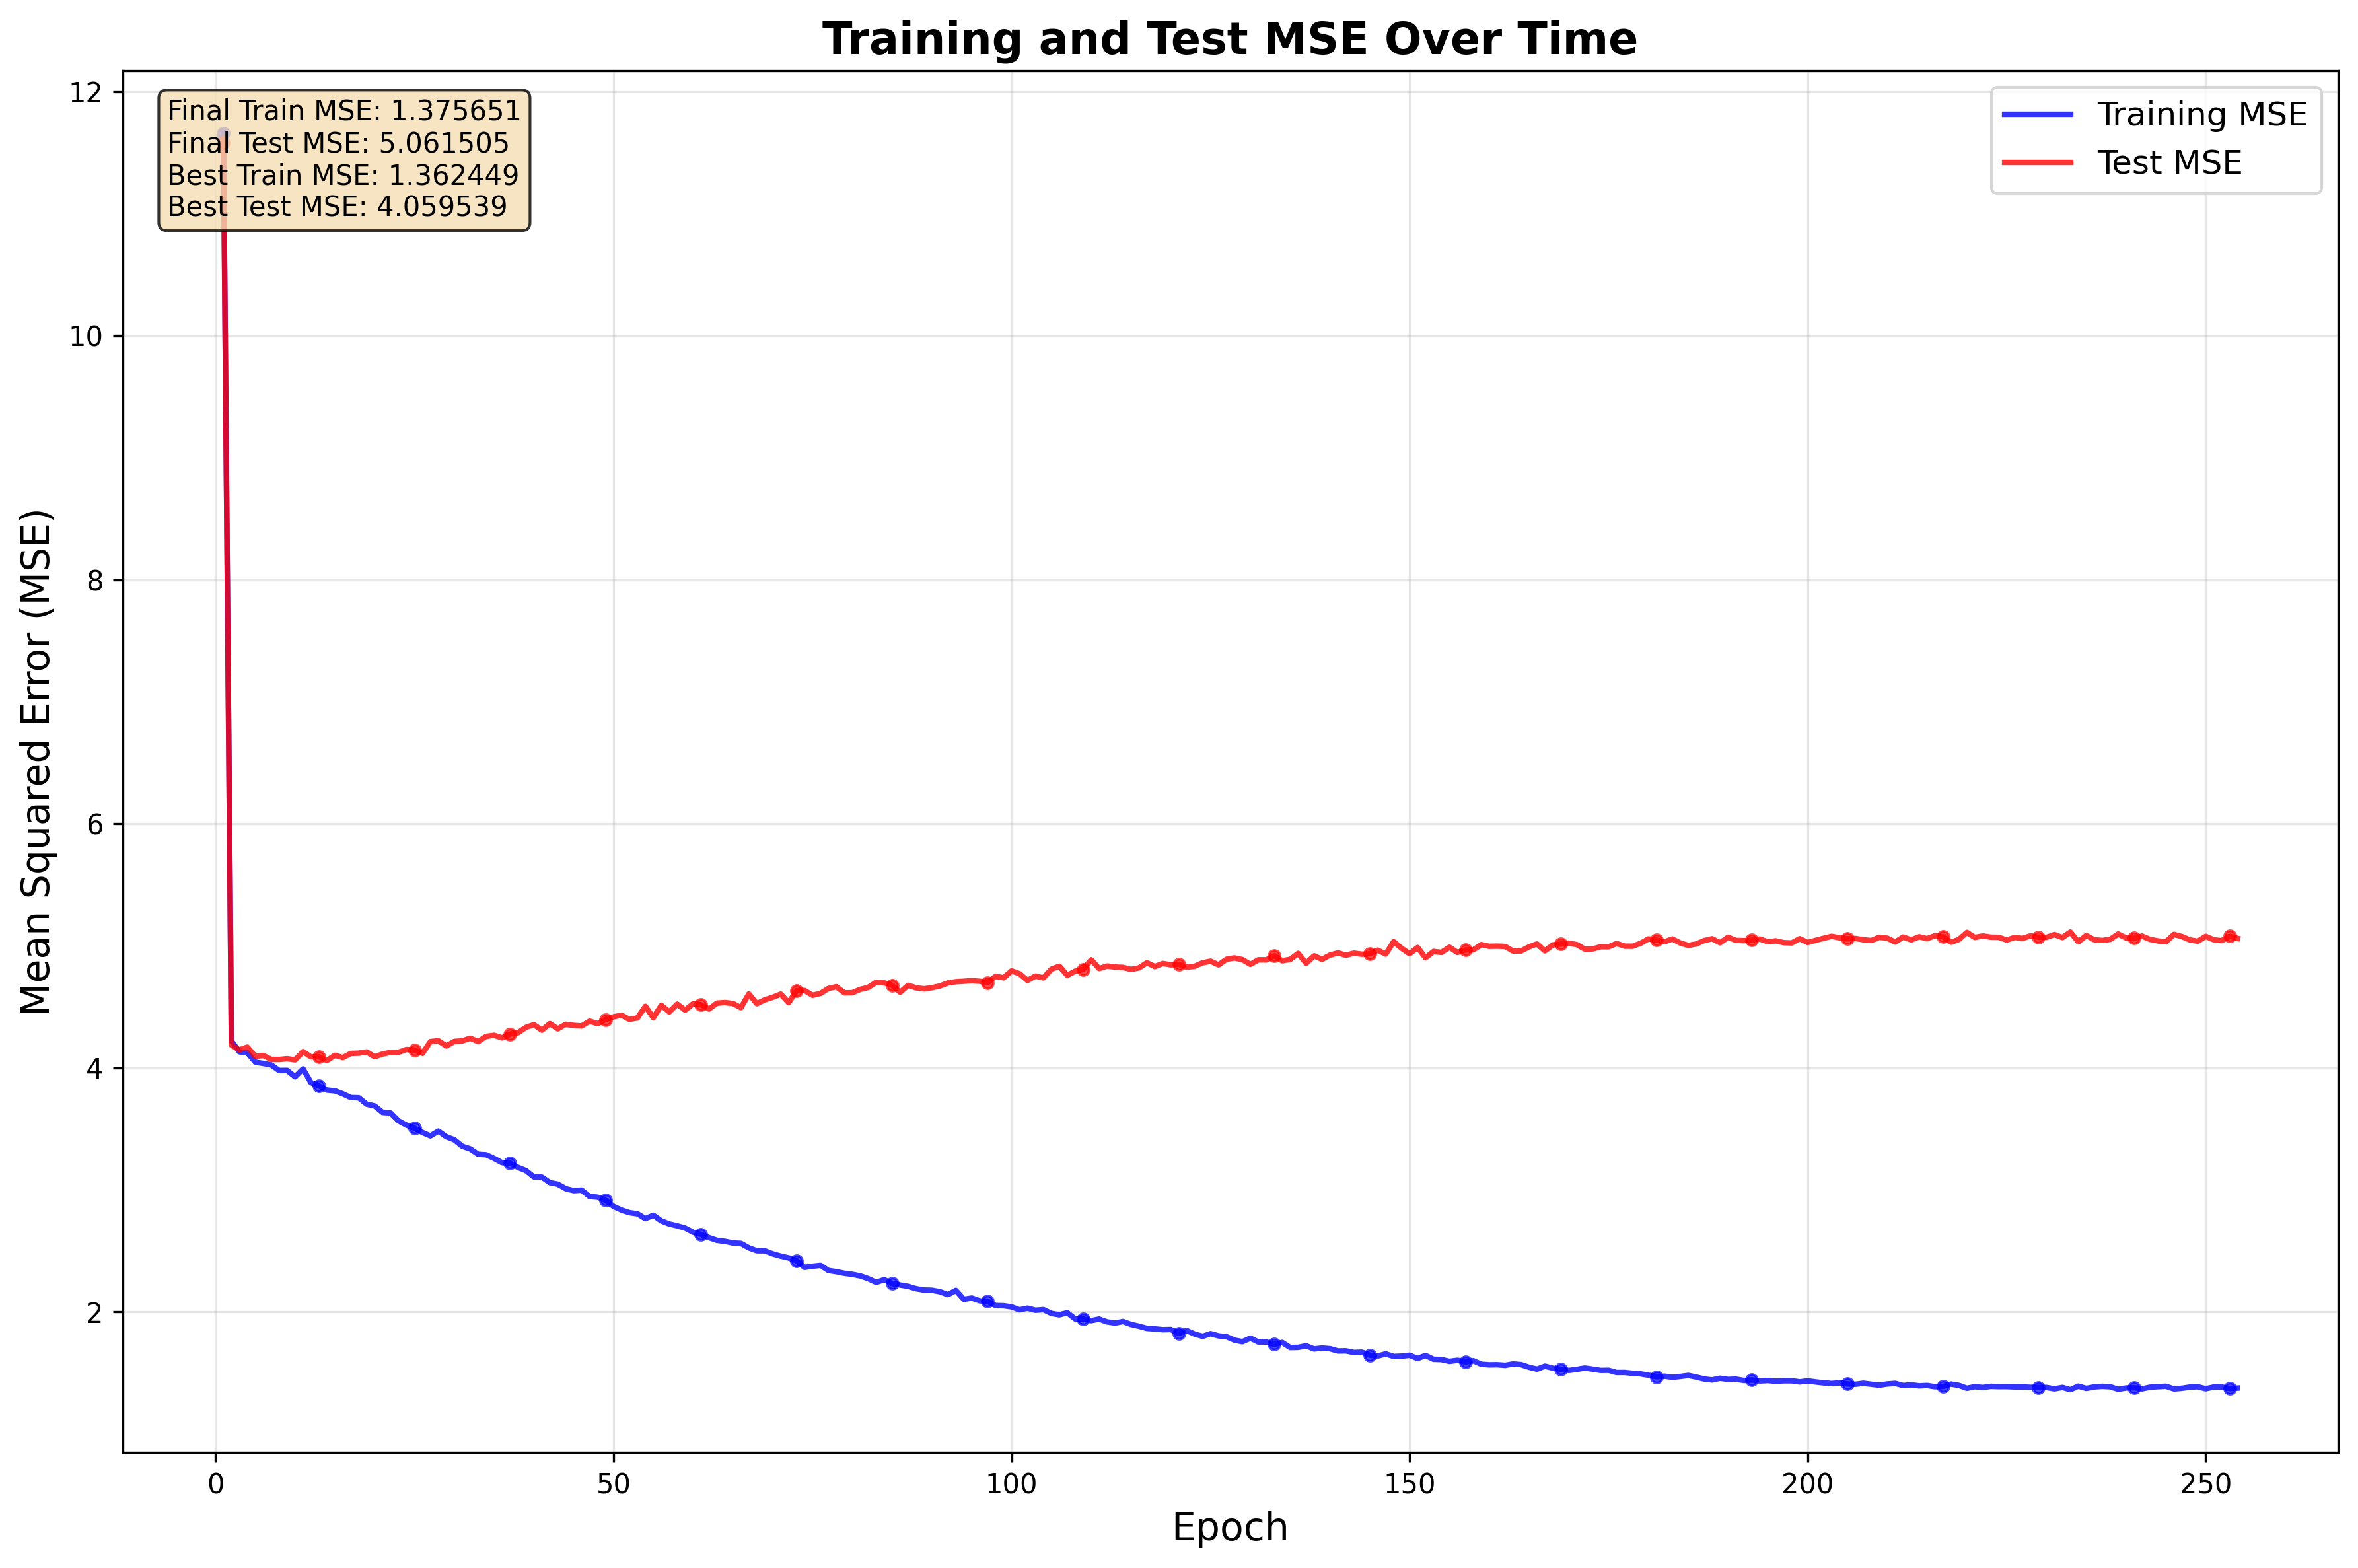 Training and Test MSE Over Time
12
10
8
6
4
2
Mean Squared Error (MSE)
Final Train MSE: 1.375651
Final Test MSE: 5.061505
Best Train MSE: 1.362449
Best Test MSE: 4.059539
Training MSE
Test MSE
0 50 100 150 200 250
Epoch